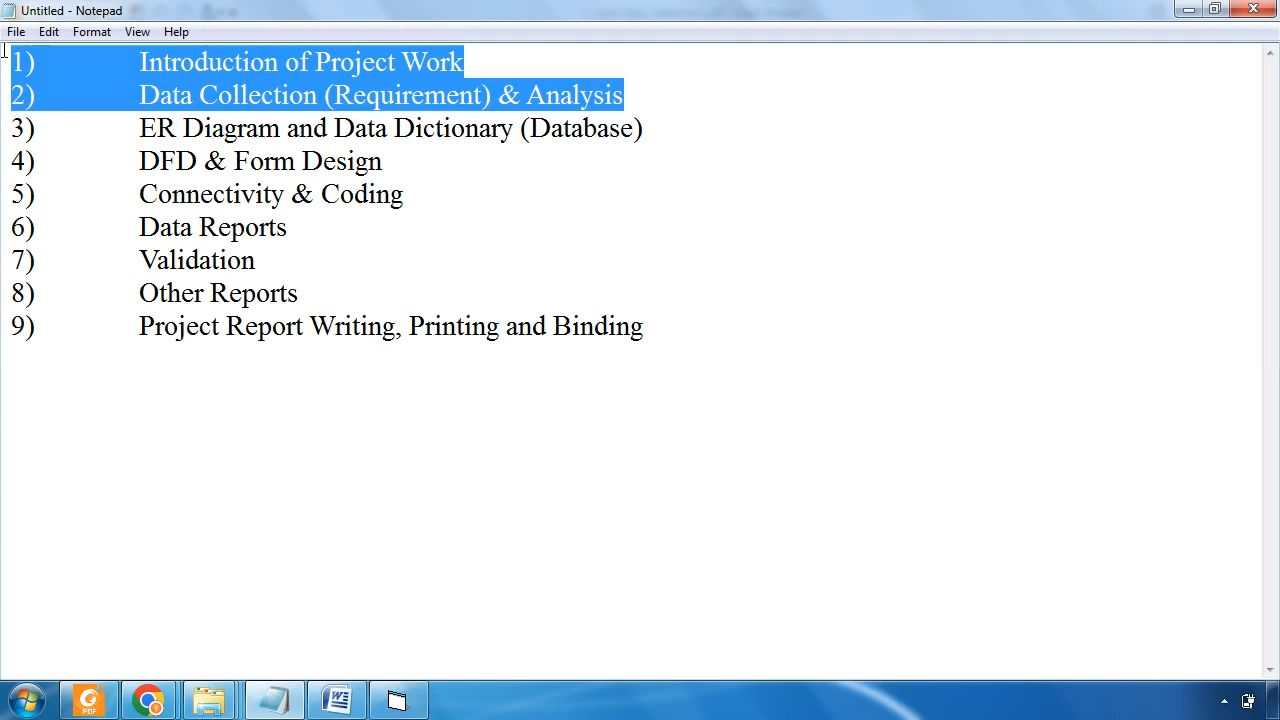 Untitled - Notepad
File Edit Format View Help
1) Introduction of Project Work
2) Data Collection (Requirement) & Analysis
3) ER Diagram and Data Dictionary (Database)
4) DFD & Form Design
5) Connectivity & Coding
6) Data Reports
7) Validation
8) Other Reports
9) Project Report Writing, Printing and Binding
PDF